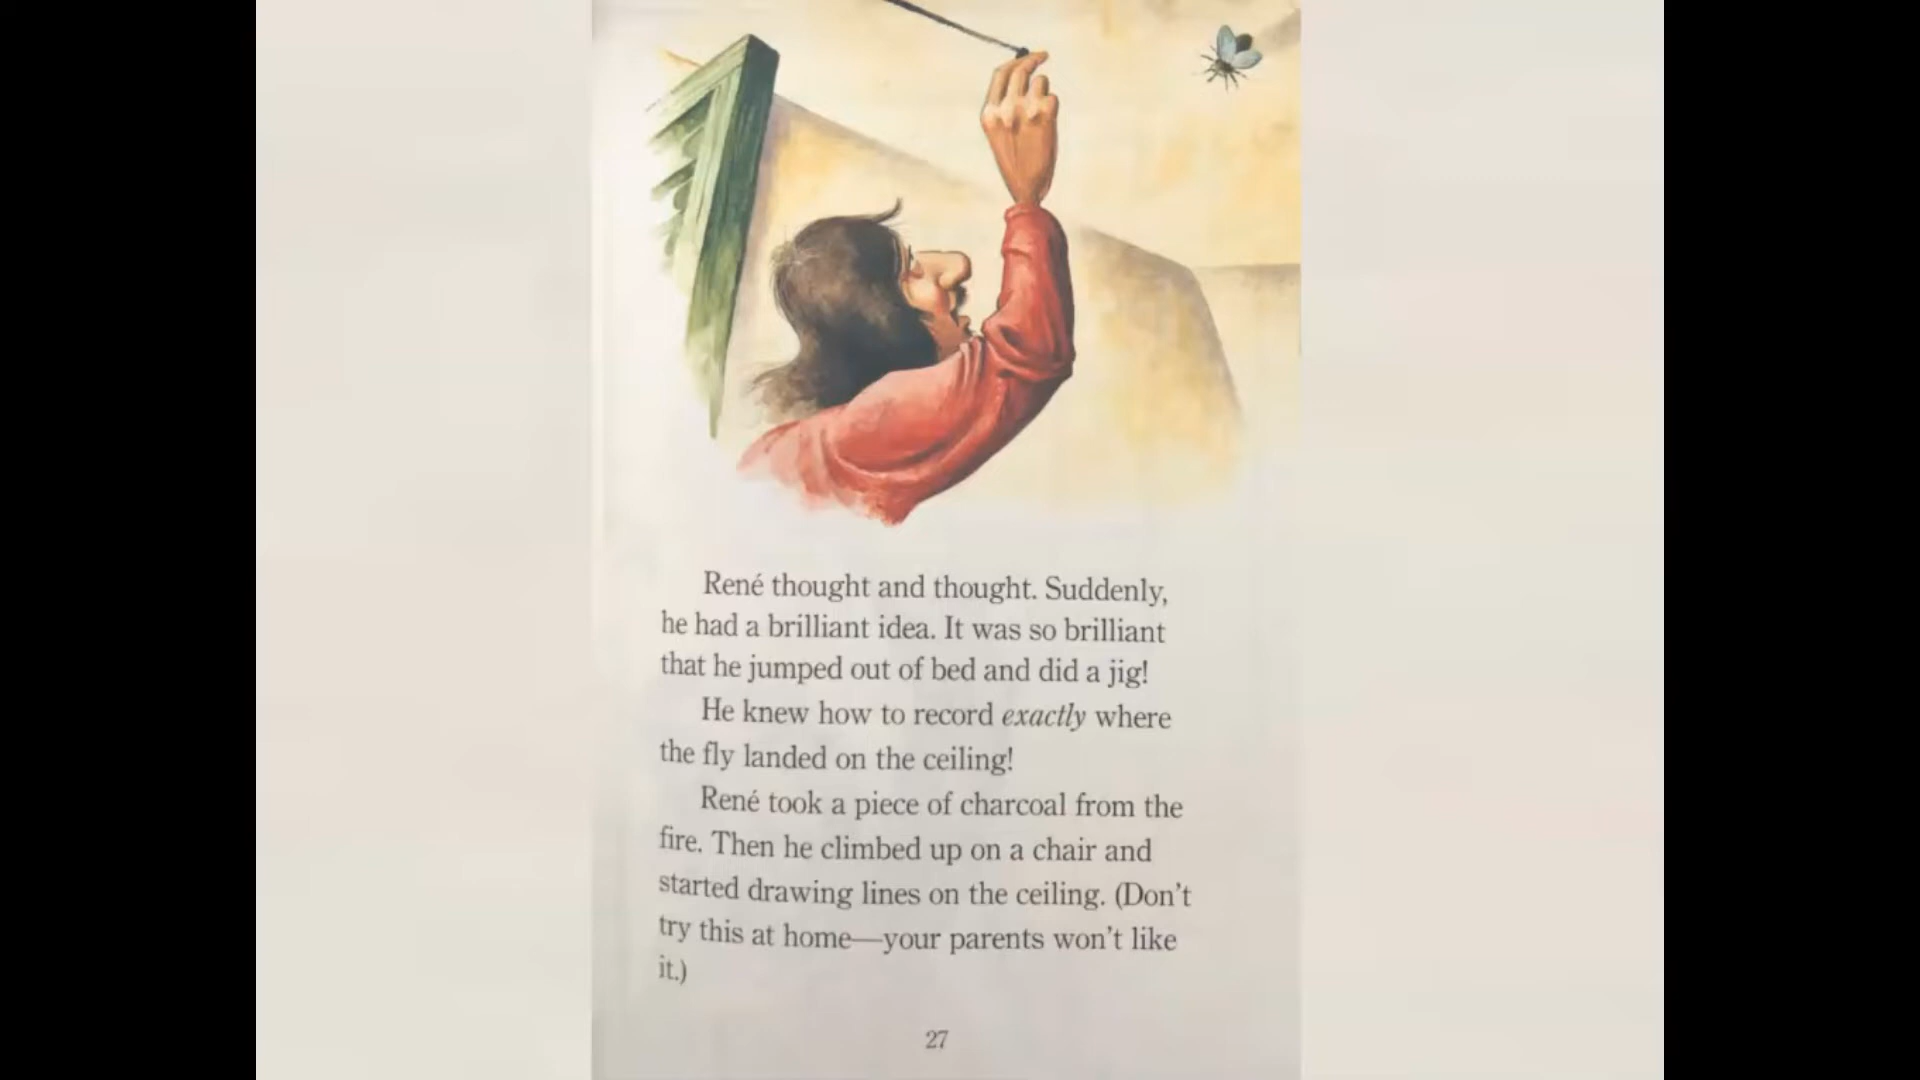 René thought and thought. Suddenly,
he had a brilliant idea. It was so brilliant
that he jumped out of bed and did a jig!
He knew how to record exactly where
the fly landed on the ceiling!
René took a piece of charcoal from the
fire. Then he climbed up on a chair and
started drawing lines on the ceiling. (Don't
try this at home—your parents won't like
it.)
27